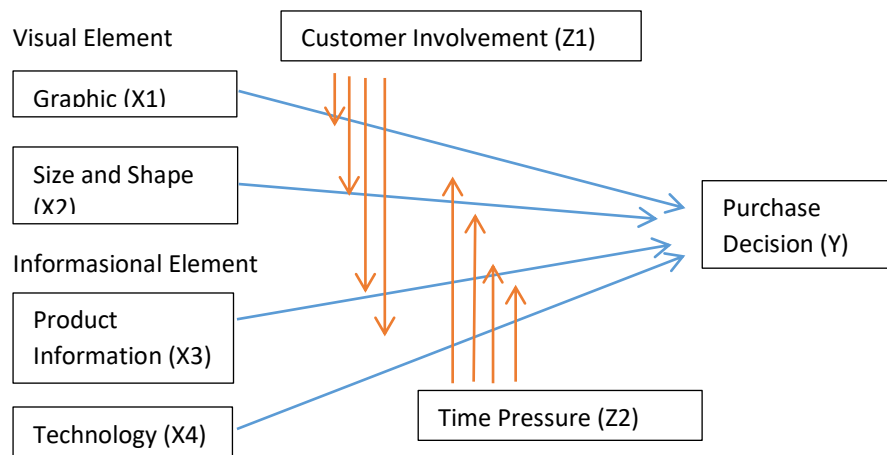 Visual Element
Customer Involvement (Z1)
Graphic (X1)
Size and Shape
(X2)
Purchase
Decision (Y)
Informasional Element
Product
Information (X3)
Time Pressure (Z2)
Technology (X4)